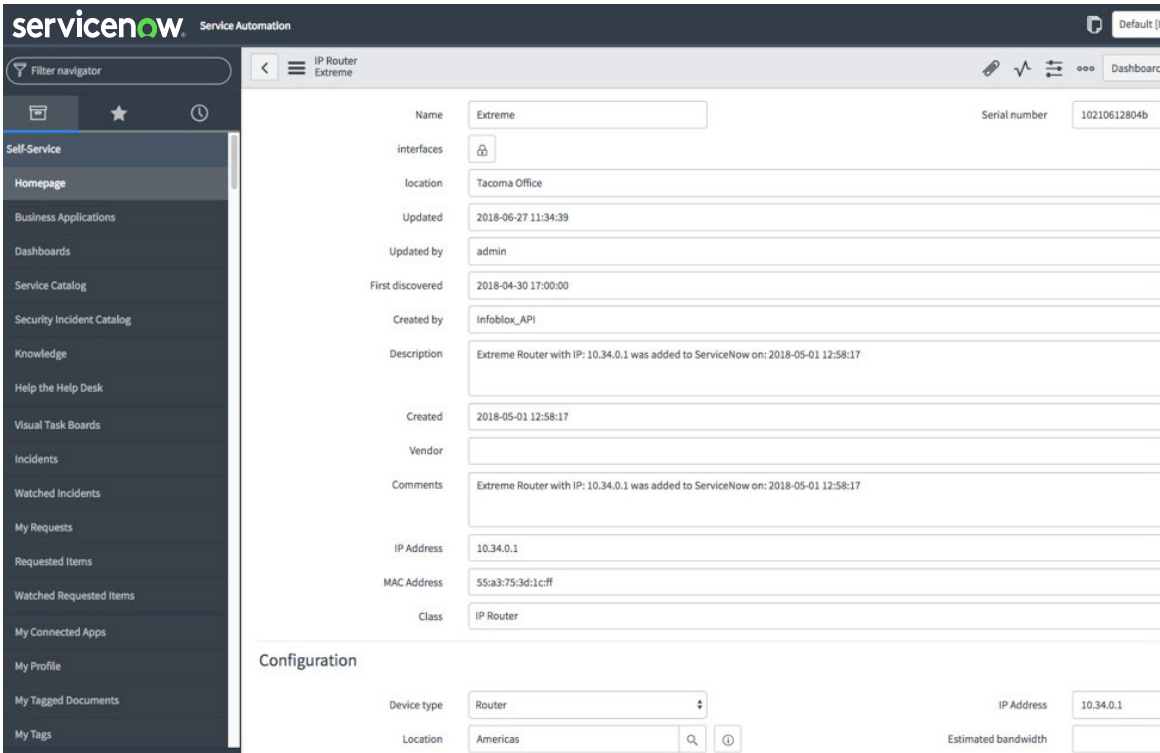 servicenow. Service Automation
Default [
Filter navigator
IP Router
Extreme
Dashboard
Self-Service
Homepage
Business Applications
Dashboards
Service Catalog
Security Incident Catalog
Knowledge
Help the Help Desk
Visual Task Boards
Incidents
Watched Incidents
My Requests
Requested Items
Watched Requested Items
My Connected Apps
My Profile
My Tagged Documents
My Tags
Name Extreme Serial number 10210612804b
interfaces
location Tacoma Office
Updated 2018-06-27 11:34:39
Updated by admin
First discovered 2018-04-30 17:00:00
Created by Infoblox_API
Description Extreme Router with IP: 10.34.0.1 was added to ServiceNow on: 2018-05-01 12:58:17
Created 2018-05-01 12:58:17
Vendor
Comments Extreme Router with IP: 10.34.0.1 was added to ServiceNow on: 2018-05-01 12:58:17
IP Address 10.34.0.1
MAC Address 55:a3:75:3d:1c:ff
Class IP Router
Configuration
Device type Router IP Address 10.34.0.1
Location Americas Estimated bandwidth